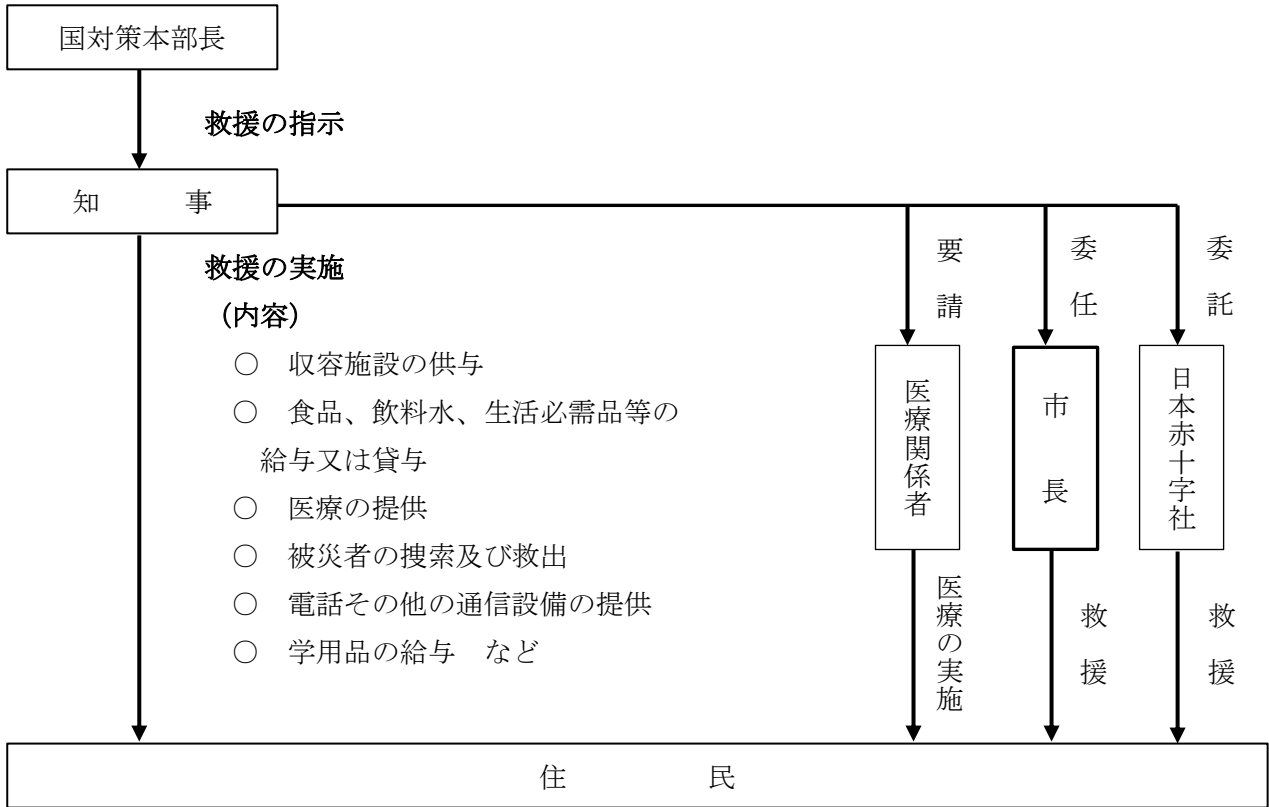 国対策本部長
救援の指示
知　　　事
救援の実施
（内容）
○　収容施設の供与
○　食品、飲料水、生活必需品等の
給与又は貸与
○　医療の提供
○　被災者の捜索及び救出
○　電話その他の通信設備の提供
○　学用品の給与　など
要請
医療関係者
医療の実施
委任
市長
救援
委託
日本赤十字社
救援
住　　　　　民